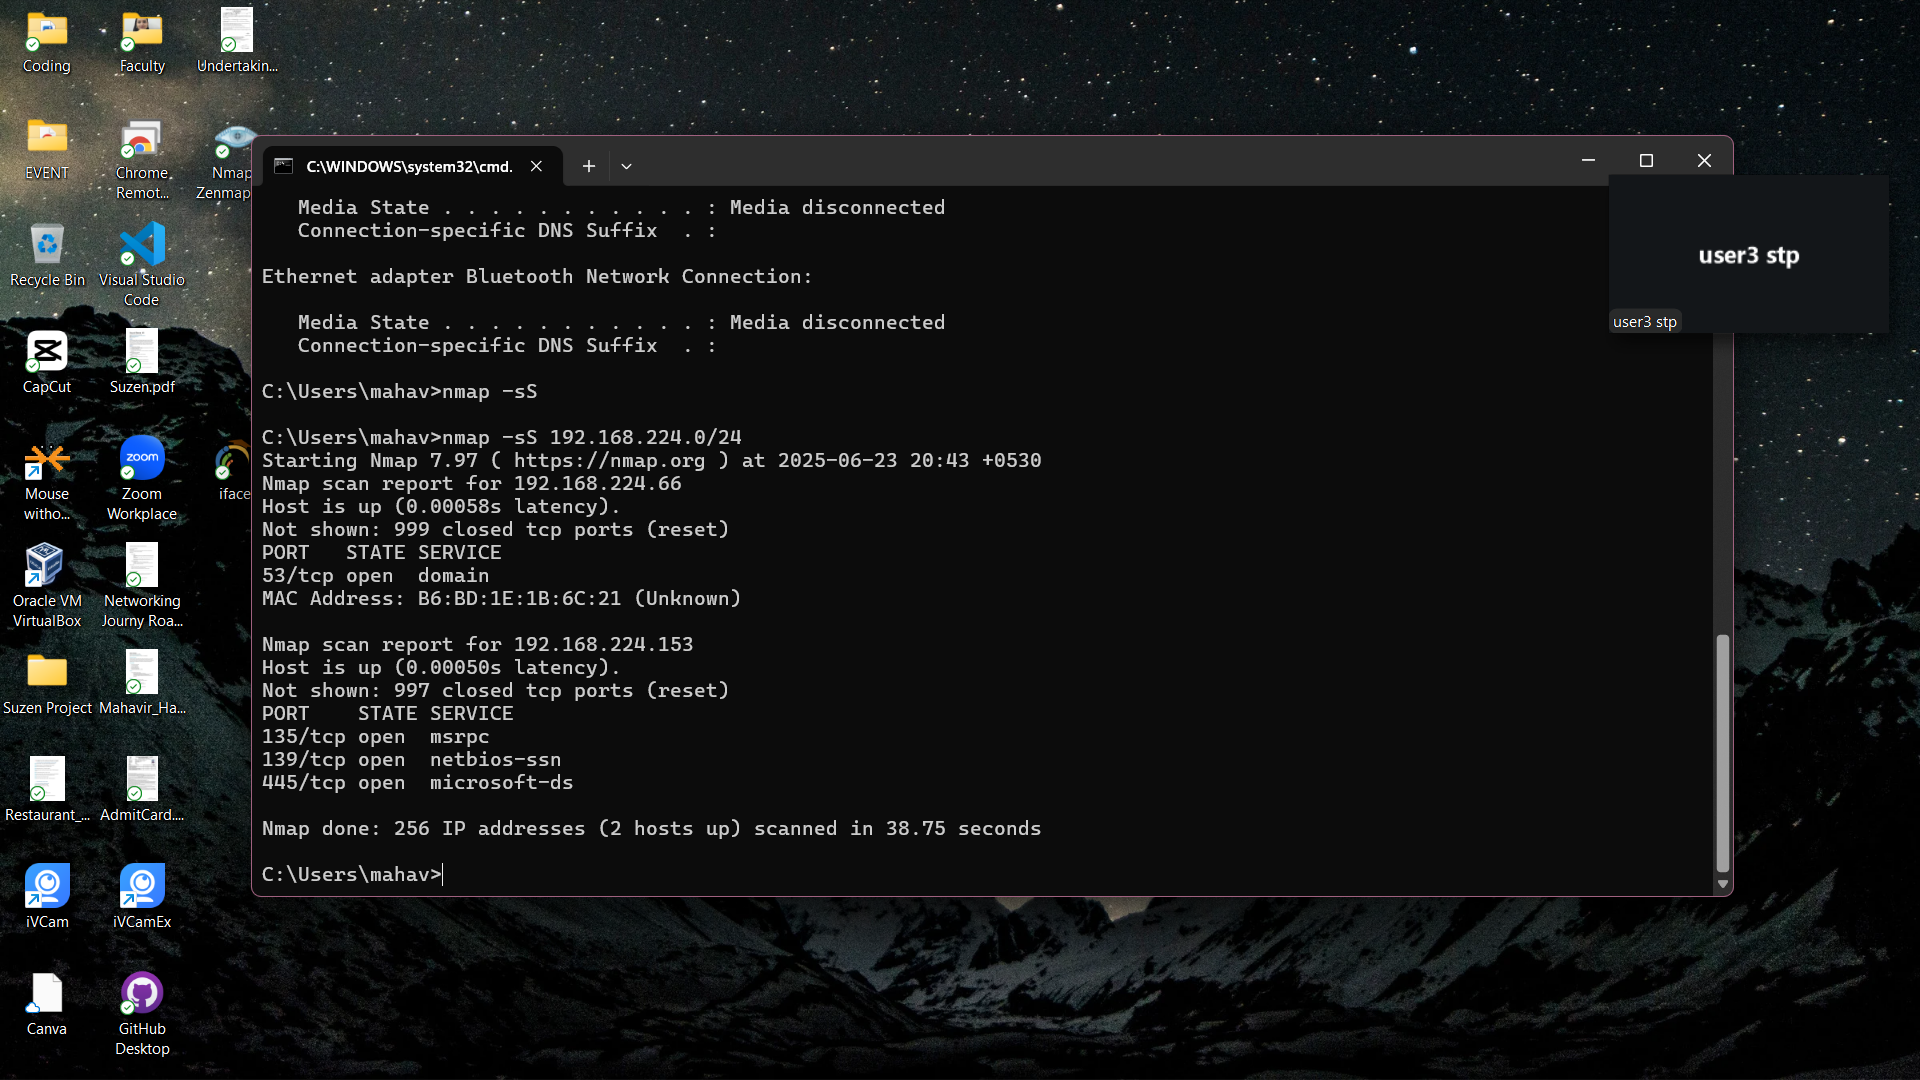 Coding
Faculty
Undertakin...
EVENT
Chrome
Remot...
Nmap
Zenmap
Recycle Bin
Visual Studio
Code
CapCut
Suzen.pdf
Mouse
witho...
zoom
Zoom
Workplace
iface
Oracle VM
VirtualBox
Networking
Journy Roa...
Suzen Project
Mahavir_Ha...
Restaurant_...
AdmitCard....
iVCam
iVCamEx
Canva
GitHub
Desktop
C:\WINDOWS\system32\cmd.
   Media State . . . . . . . . . . . : Media disconnected
   Connection-specific DNS Suffix  . :
Ethernet adapter Bluetooth Network Connection:
   Media State . . . . . . . . . . . : Media disconnected
   Connection-specific DNS Suffix  . :
C:\Users\mahav>nmap -sS
C:\Users\mahav>nmap -sS 192.168.224.0/24
Starting Nmap 7.97 ( https://nmap.org ) at 2025-06-23 20:43 +0530
Nmap scan report for 192.168.224.66
Host is up (0.00058s latency).
Not shown: 999 closed tcp ports (reset)
PORT   STATE SERVICE
53/tcp open  domain
MAC Address: B6:BD:1E:1B:6C:21 (Unknown)
Nmap scan report for 192.168.224.153
Host is up (0.00050s latency).
Not shown: 997 closed tcp ports (reset)
PORT    STATE SERVICE
135/tcp open  msrpc
139/tcp open  netbios-ssn
445/tcp open  microsoft-ds
Nmap done: 256 IP addresses (2 hosts up) scanned in 38.75 seconds
C:\Users\mahav>
user3 stp
user3 stp